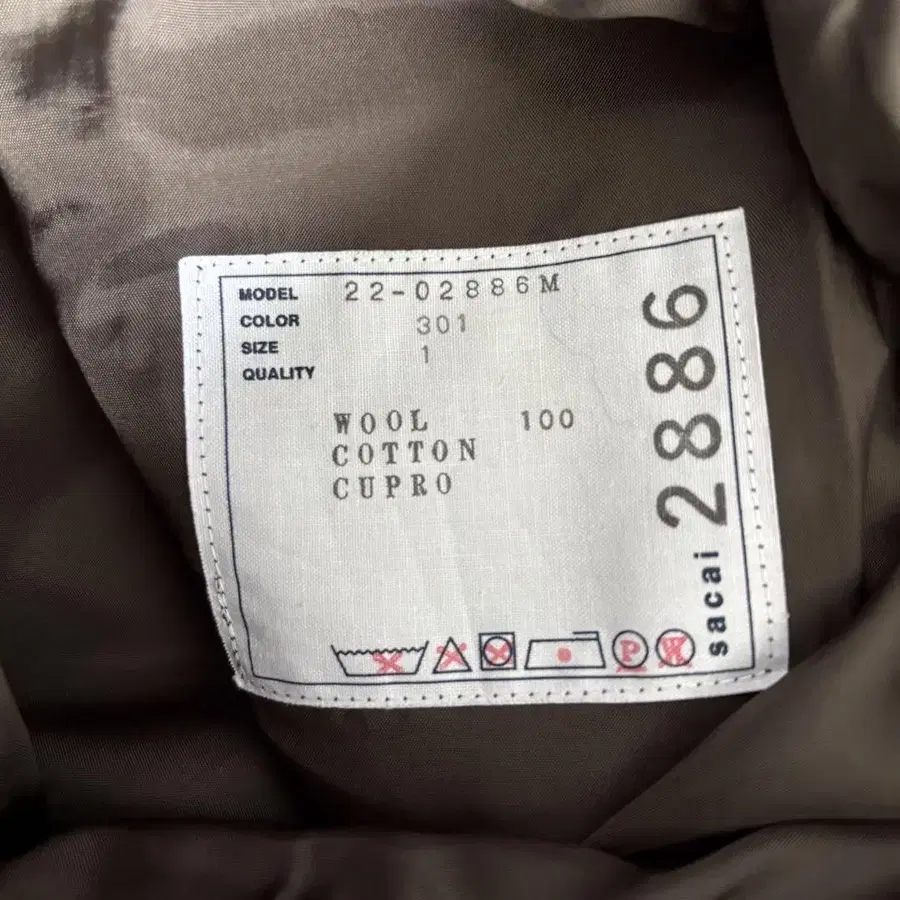 MODEL 22-02886M
COLOR 301
SIZE 1
QUALITY
WOOL 100
COTTON
CUPRO
P
W
sacai 2886